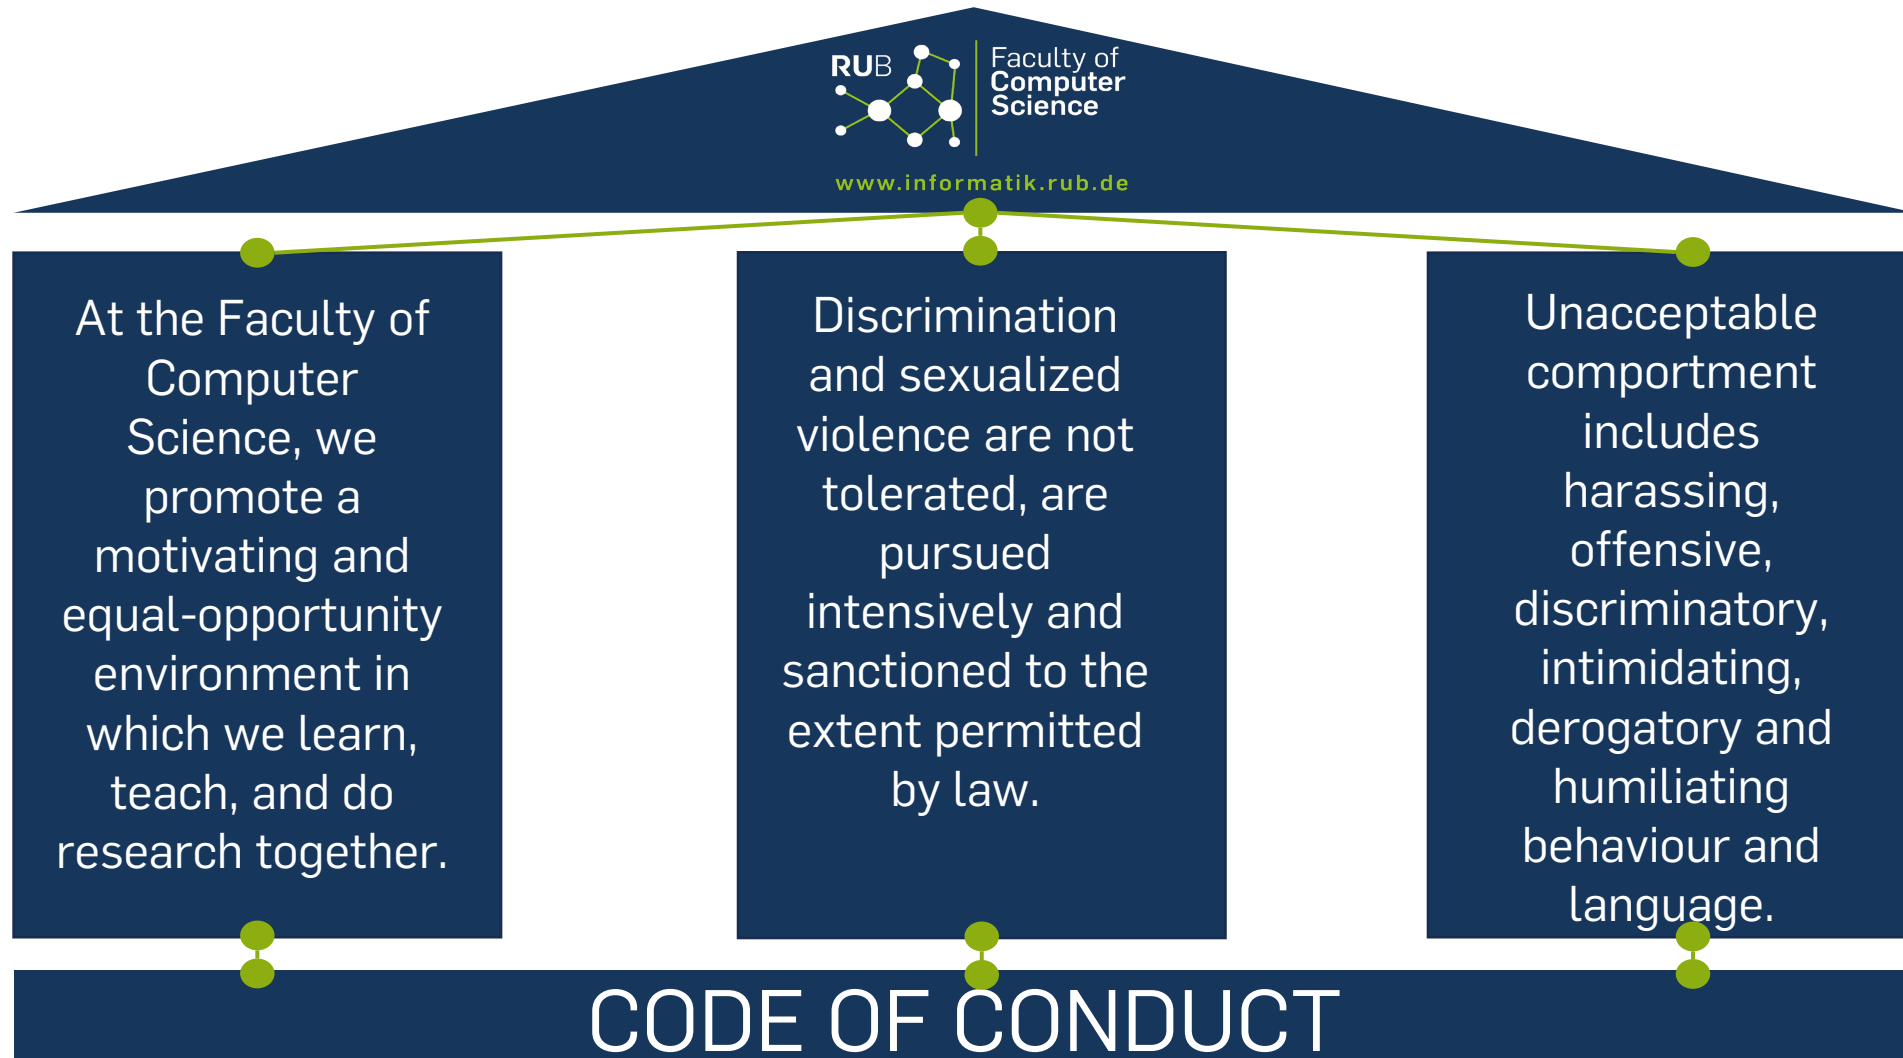 RUB
Faculty of
Computer
Science
www.informatik.rub.de
At the Faculty of
Computer
Science, we
promote a
motivating and
equal-opportunity
environment in
which we learn,
teach, and do
research together.
Discrimination
and sexualized
violence are not
tolerated, are
pursued
intensively and
sanctioned to the
extent permitted
by law.
Unacceptable
comportment
includes
harassing,
offensive,
discriminatory,
intimidating,
derogatory and
humiliating
behaviour and
language.
CODE OF CONDUCT